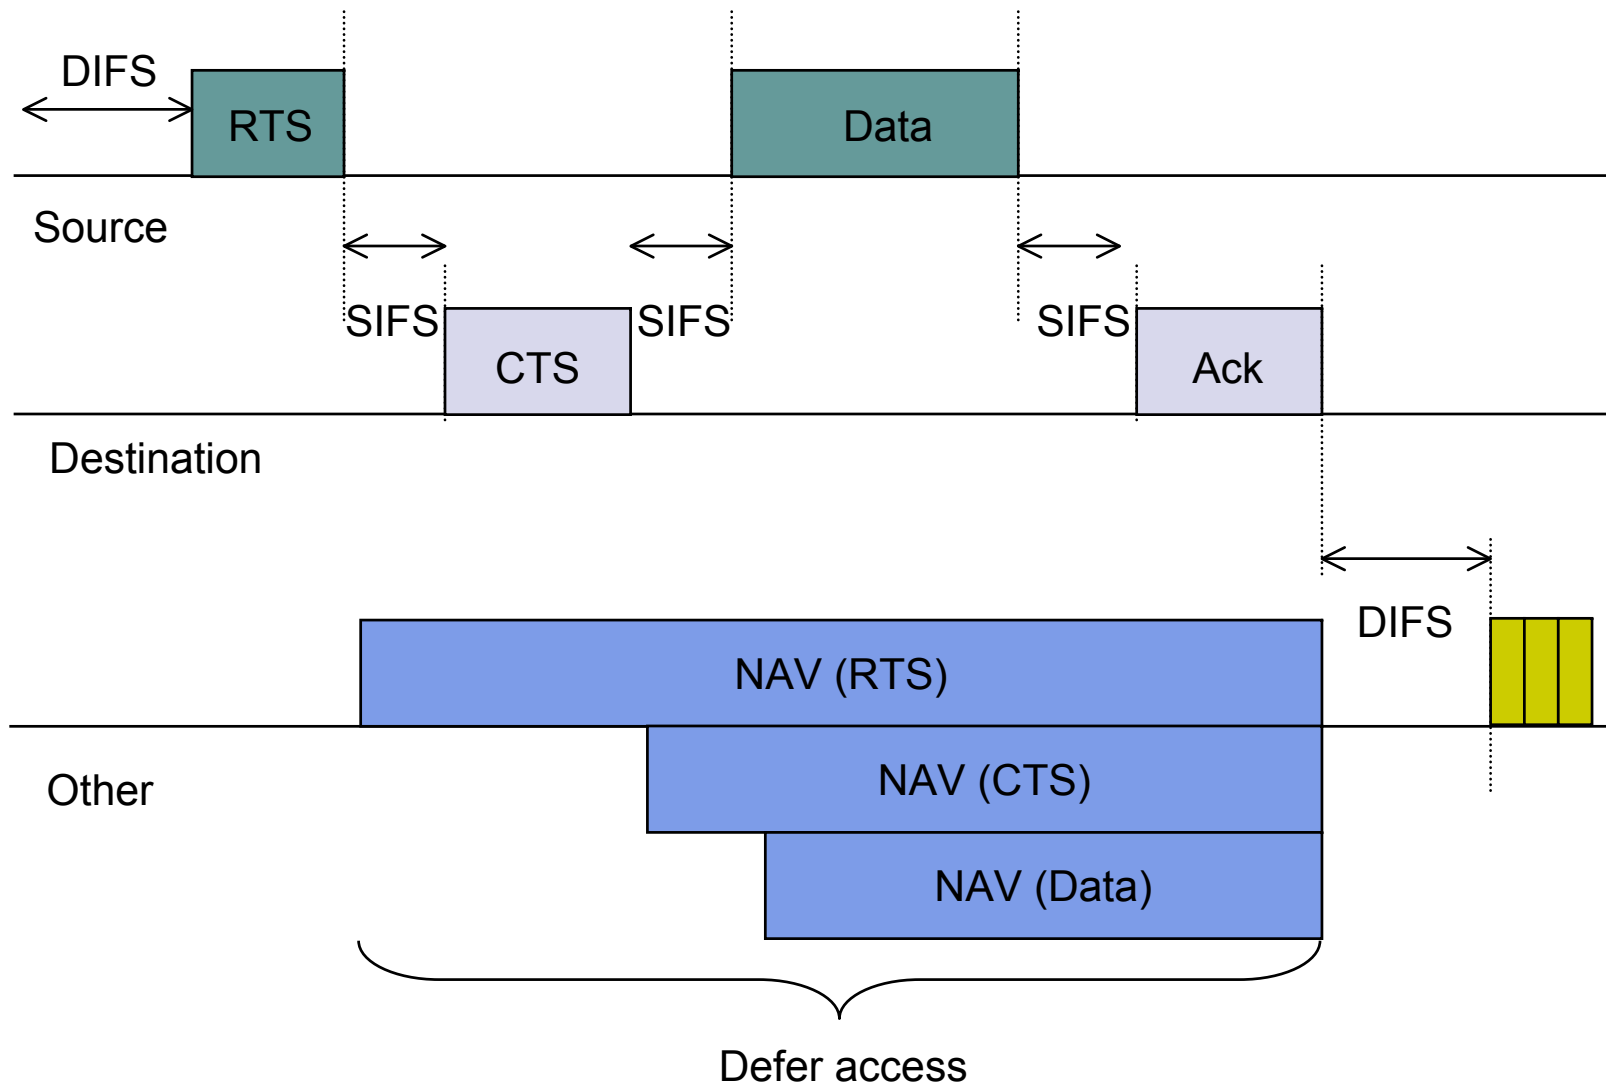 DIFS
RTS
Data
Source
SIFS
SIFS
SIFS
CTS
Ack
Destination
DIFS
NAV (RTS)
NAV (CTS)
Other
NAV (Data)
Defer access